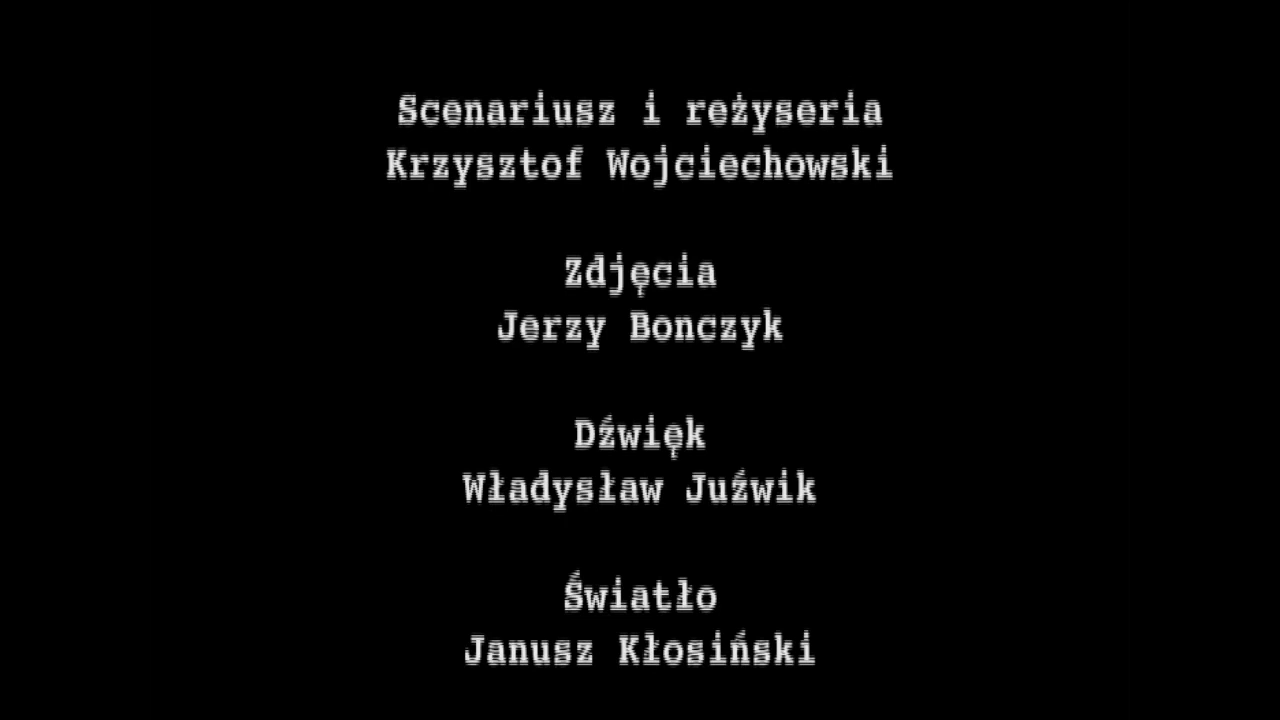 Scenariusz i reżyseria
Krzysztof Wojciechowski
Zdjęcia
Jerzy Bonczyk
Dźwięk
Władysław Juźwik
Światło
Janusz Kłosiński